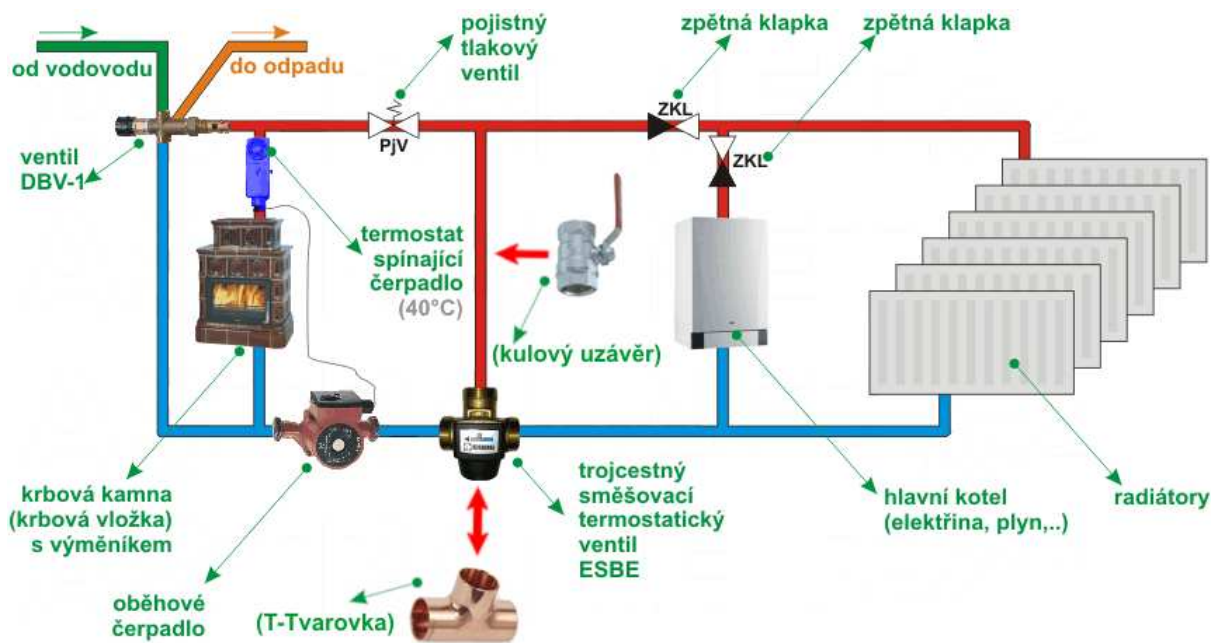 od vodovodu
do odpadu
pojistný
tlakový
ventil
zpětná klapka
zpětná klapka
ZKL
PjV
ZKL
ventil
DBV-1
termostat
spínající
čerpadlo
(40°C)
(kulový uzávěr)
krbová kamna
(krbová vložka)
s výměníkem
oběhové
čerpadlo
(T-Tvarovka)
trojcestný
směšovací
termostatický
ventil
ESBE
hlavní kotel
(elektřina, plyn,..)
radiátory